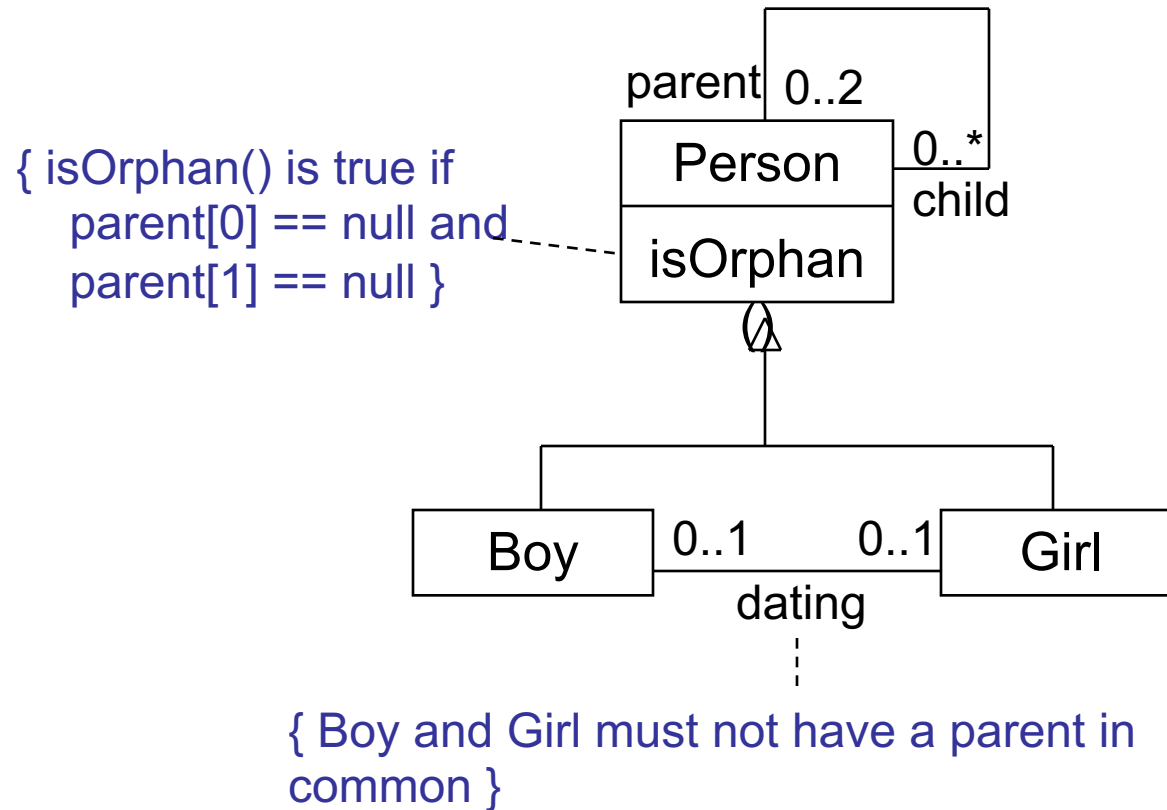 parent 0..2
{ isOrphan() is true if
parent[0] == null and
parent[1] == null }
Person
0..*
child
isOrphan
Boy
0..1
0..1
Girl
dating
{ Boy and Girl must not have a parent in
common }